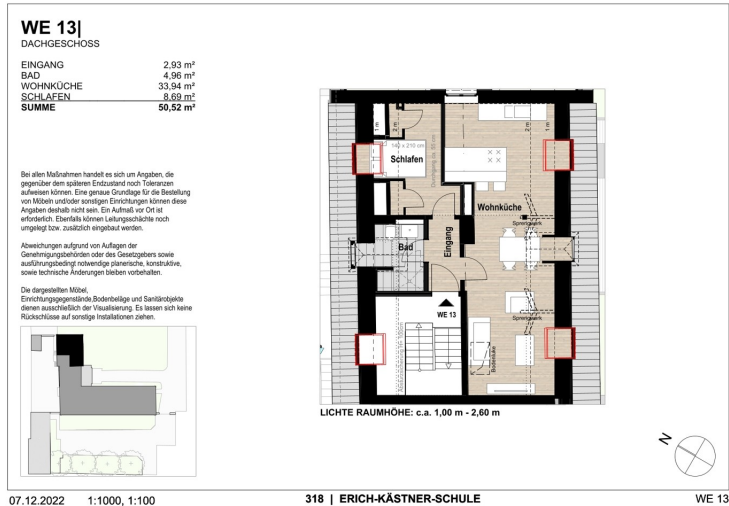 WE 13|
DACHGESCHOSS
EINGANG 2,93 m²
BAD 4,96 m²
WOHNKÜCHE 33,94 m²
SCHLAFEN 8,69 m²
SUMME 50,52 m²
Bei allen Maßnahmen handelt es sich um Angaben, die
gegenüber dem späteren Endzustand noch Toleranzen
aufweisen können. Eine genaue Grundlage für die Bestellung
von Möbeln und/oder sonstigen Einrichtungen können diese
Angaben deshalb nicht sein. Ein Aufmaß vor Ort ist
erforderlich. Ebenfalls können Leitungsschächte noch
umgelegt bzw. zusätzlich eingebaut werden.
Abweichungen aufgrund von Auflagen der
Genehmigungsbehörden oder des Gesetzgebers sowie
ausführungsbedingt notwendige planerische, konstruktive,
sowie technische Änderungen bleiben vorbehalten.
Die dargestellten Möbel,
Einrichtungsgegenstände,Bodenbeläge und Sanitärobjekte
dienen ausschließlich der Visualisierung. Es lassen sich keine
Rückschlüsse auf sonstige Installationen ziehen.
1 m
2 m
2 m
1 m
140 x 210 cm
Schlafen
Wohnküche
Sprengwerk
Bad
Eingang
WE 13
Sprengwerk
Bodenluke
LICHTE RAUMHÖHE: c.a. 1,00 m - 2,60 m
N
07.12.2022 1:1000, 1:100
318 | ERICH-KÄSTNER-SCHULE
WE 13